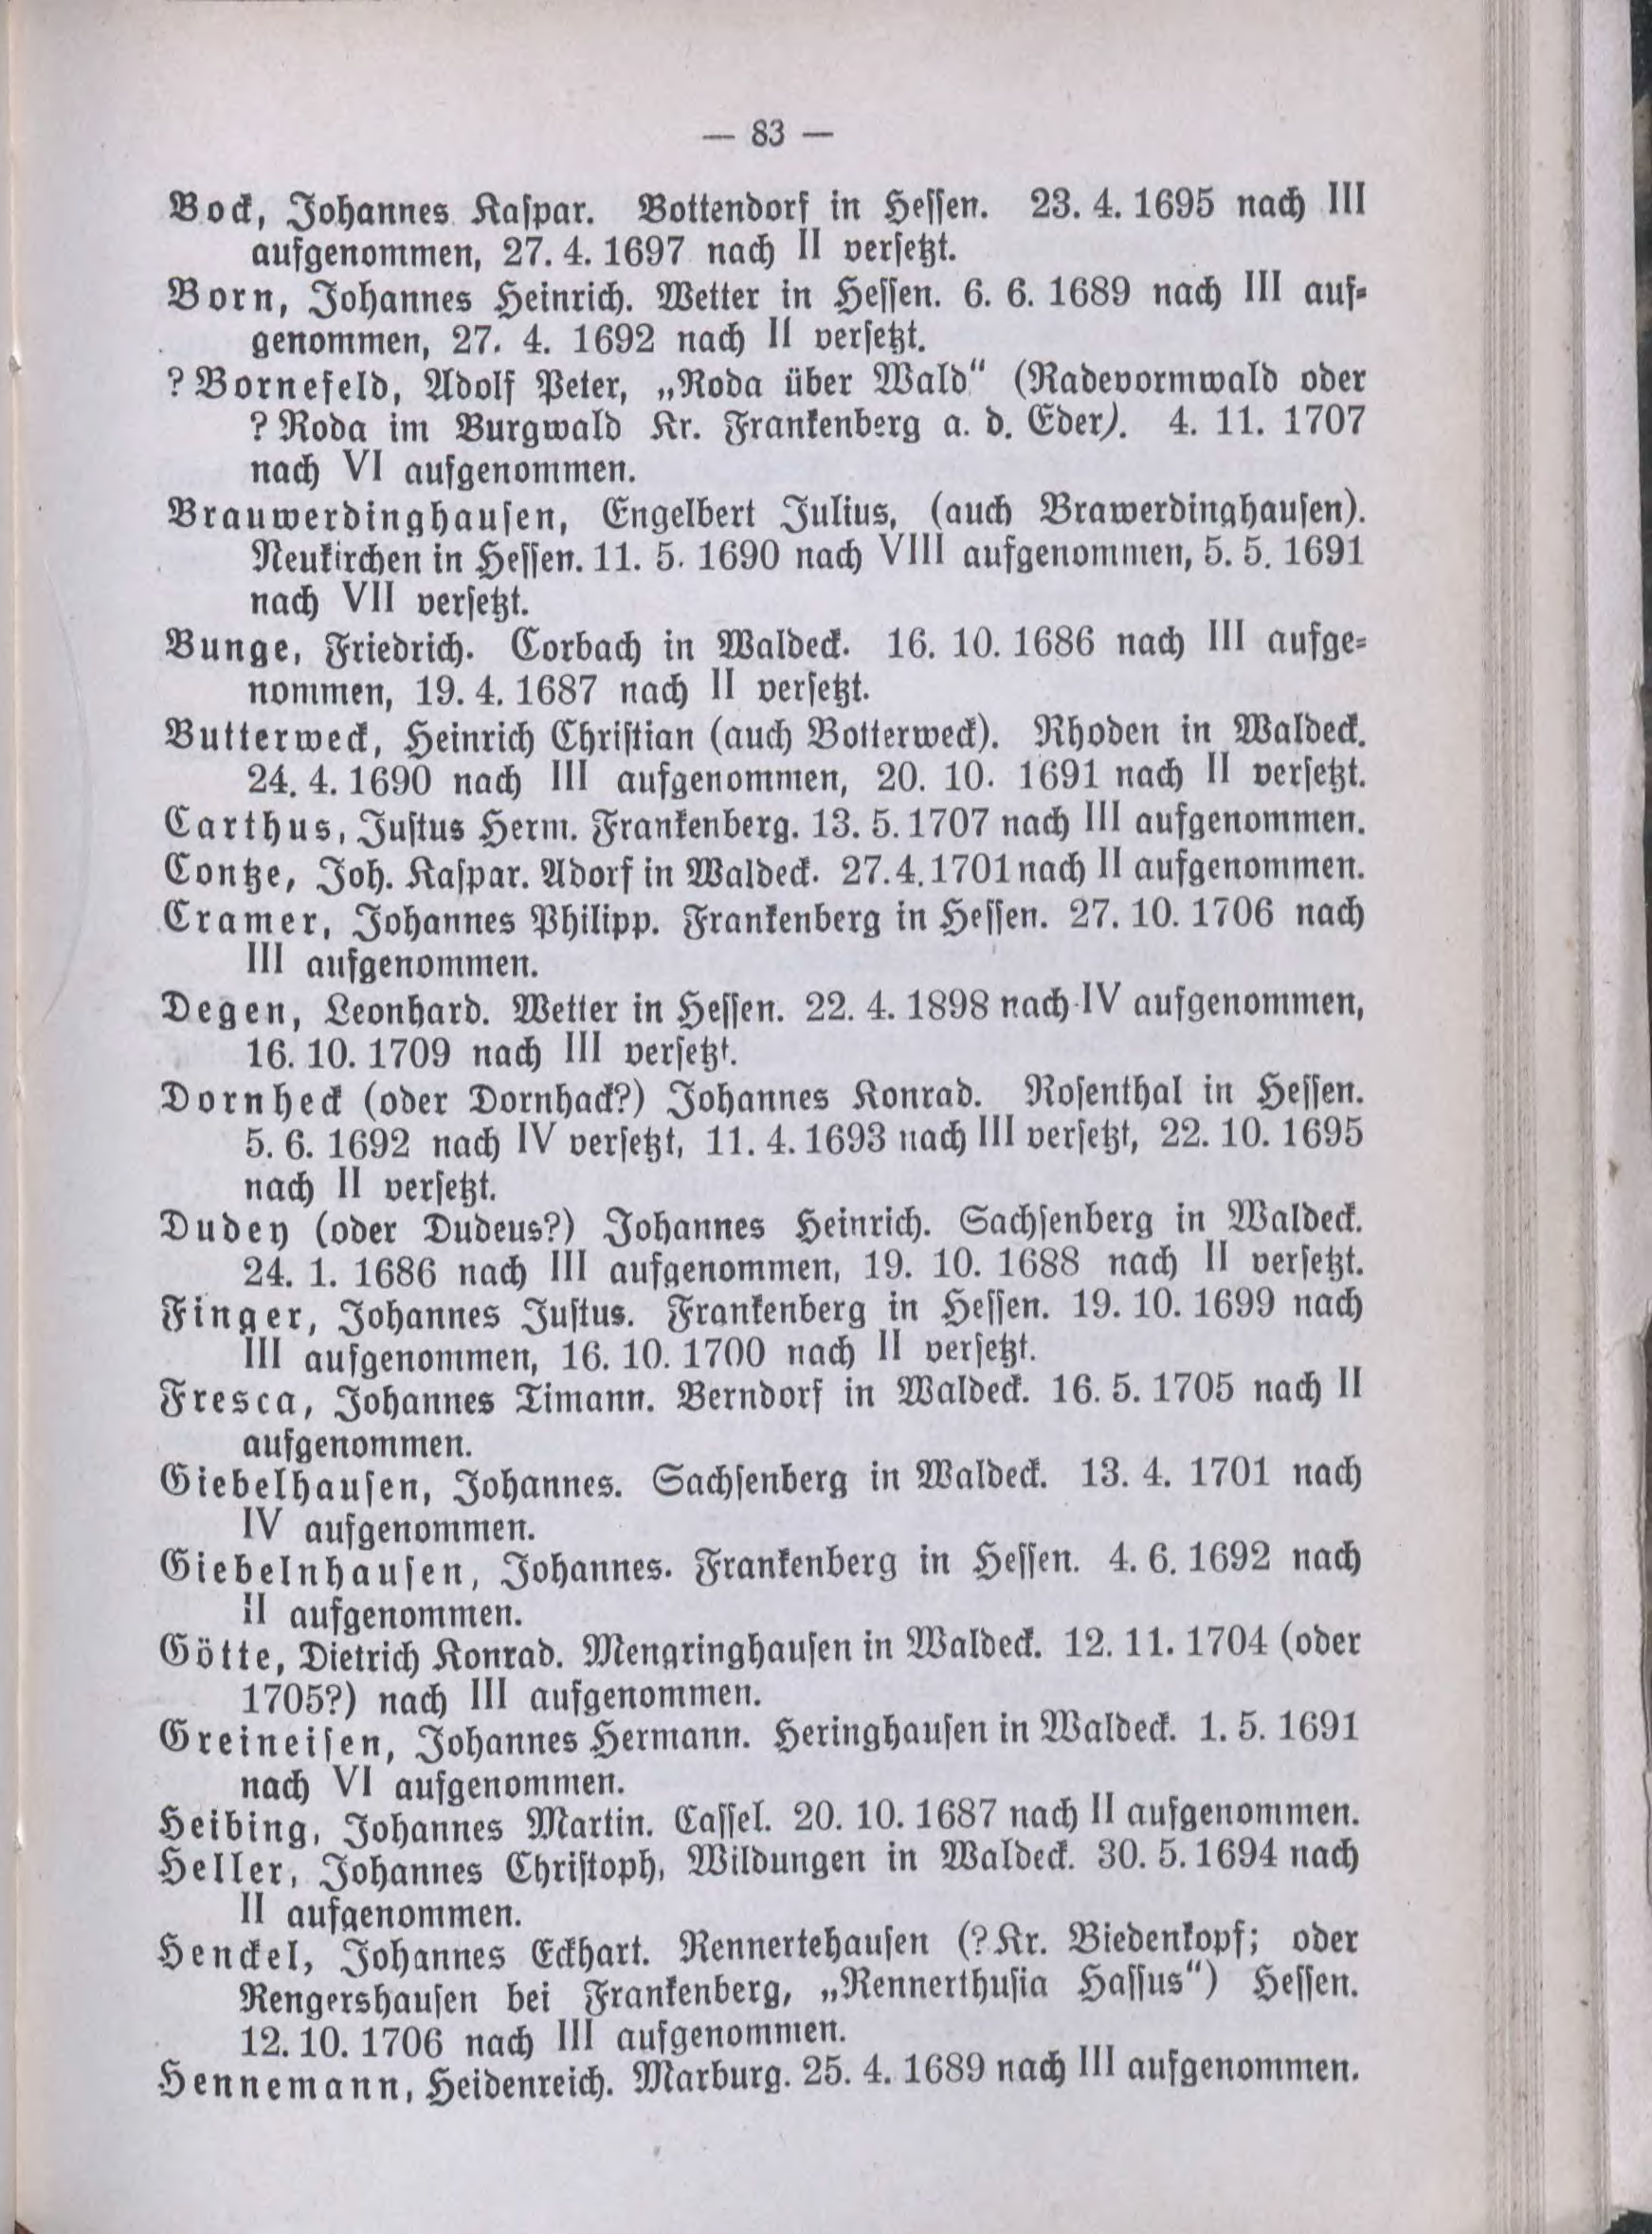 — 83 —
Bock, Johannes Kaspar. Bottendorf in Hessen. 23. 4. 1695 nach III
aufgenommen, 27. 4. 1697 nach II versetzt.
Born, Johannes Heinrich. Wetter in Hessen. 6. 6. 1689 nach III auf-
genommen, 27. 4. 1692 nach II versetzt.
? Bornefeld, Adolf Peter, „Roda über Wald“ (Radevormwald oder
? Roda im Burgwald Kr. Frankenberg a. d. Eder). 4. 11. 1707
nach VI aufgenommen.
Brauwerdinghausen, Engelbert Julius, (auch Brawerdinghausen).
Neukirchen in Hessen. 11. 5. 1690 nach VIII aufgenommen, 5. 5. 1691
nach VII versetzt.
Bunge, Friedrich. Corbach in Waldeck. 16. 10. 1686 nach III aufge-
nommen, 19. 4. 1687 nach II versetzt.
Butterweck, Heinrich Christian (auch Botterweck). Rhoden in Waldeck.
24. 4. 1690 nach III aufgenommen, 20. 10. 1691 nach II versetzt.
Carthus, Justus Herm. Frankenberg. 13. 5. 1707 nach III aufgenommen.
Contze, Joh. Kaspar. Adorf in Waldeck. 27. 4. 1701 nach II aufgenommen.
Cramer, Johannes Philipp. Frankenberg in Hessen. 27. 10. 1706 nach
III aufgenommen.
Degen, Leonhard. Wetter in Hessen. 22. 4. 1898 nach IV aufgenommen,
16. 10. 1709 nach III versetzt.
Dornheck (oder Dornhack?) Johannes Konrad. Rosenthal in Hessen.
5. 6. 1692 nach IV versetzt, 11. 4. 1693 nach III versetzt, 22. 10. 1695
nach II versetzt.
Dudey (oder Dudeus?) Johannes Heinrich. Sachsenberg in Waldeck.
24. 1. 1686 nach III aufgenommen, 19. 10. 1688 nach II versetzt.
Finger, Johannes Justus. Frankenberg in Hessen. 19. 10. 1699 nach
III aufgenommen, 16. 10. 1700 nach II versetzt.
Fresca, Johannes Timann. Berndorf in Waldeck. 16. 5. 1705 nach II
aufgenommen.
Giebelhausen, Johannes. Sachsenberg in Waldeck. 13. 4. 1701 nach
IV aufgenommen.
Giebelnhausen, Johannes. Frankenberg in Hessen. 4. 6. 1692 nach
II aufgenommen.
Götte, Dietrich Konrad. Mengringhausen in Waldeck. 12. 11. 1704 (oder
1705?) nach III aufgenommen.
Greineisen, Johannes Hermann. Heringhausen in Waldeck. 1. 5. 1691
nach VI aufgenommen.
Heibing, Johannes Martin. Cassel. 20. 10. 1687 nach II aufgenommen.
Heller, Johannes Christoph, Wildungen in Waldeck. 30. 5. 1694 nach
II aufgenommen.
Henckel, Johannes Eckhart. Rennertehausen (? Kr. Biedenkopf; oder
Rengershausen bei Frankenberg, „Rennerthusia Hassus“) Hessen.
12. 10. 1706 nach III aufgenommen.
Hennemann, Heidenreich. Marburg. 25. 4. 1689 nach III aufgenommen.